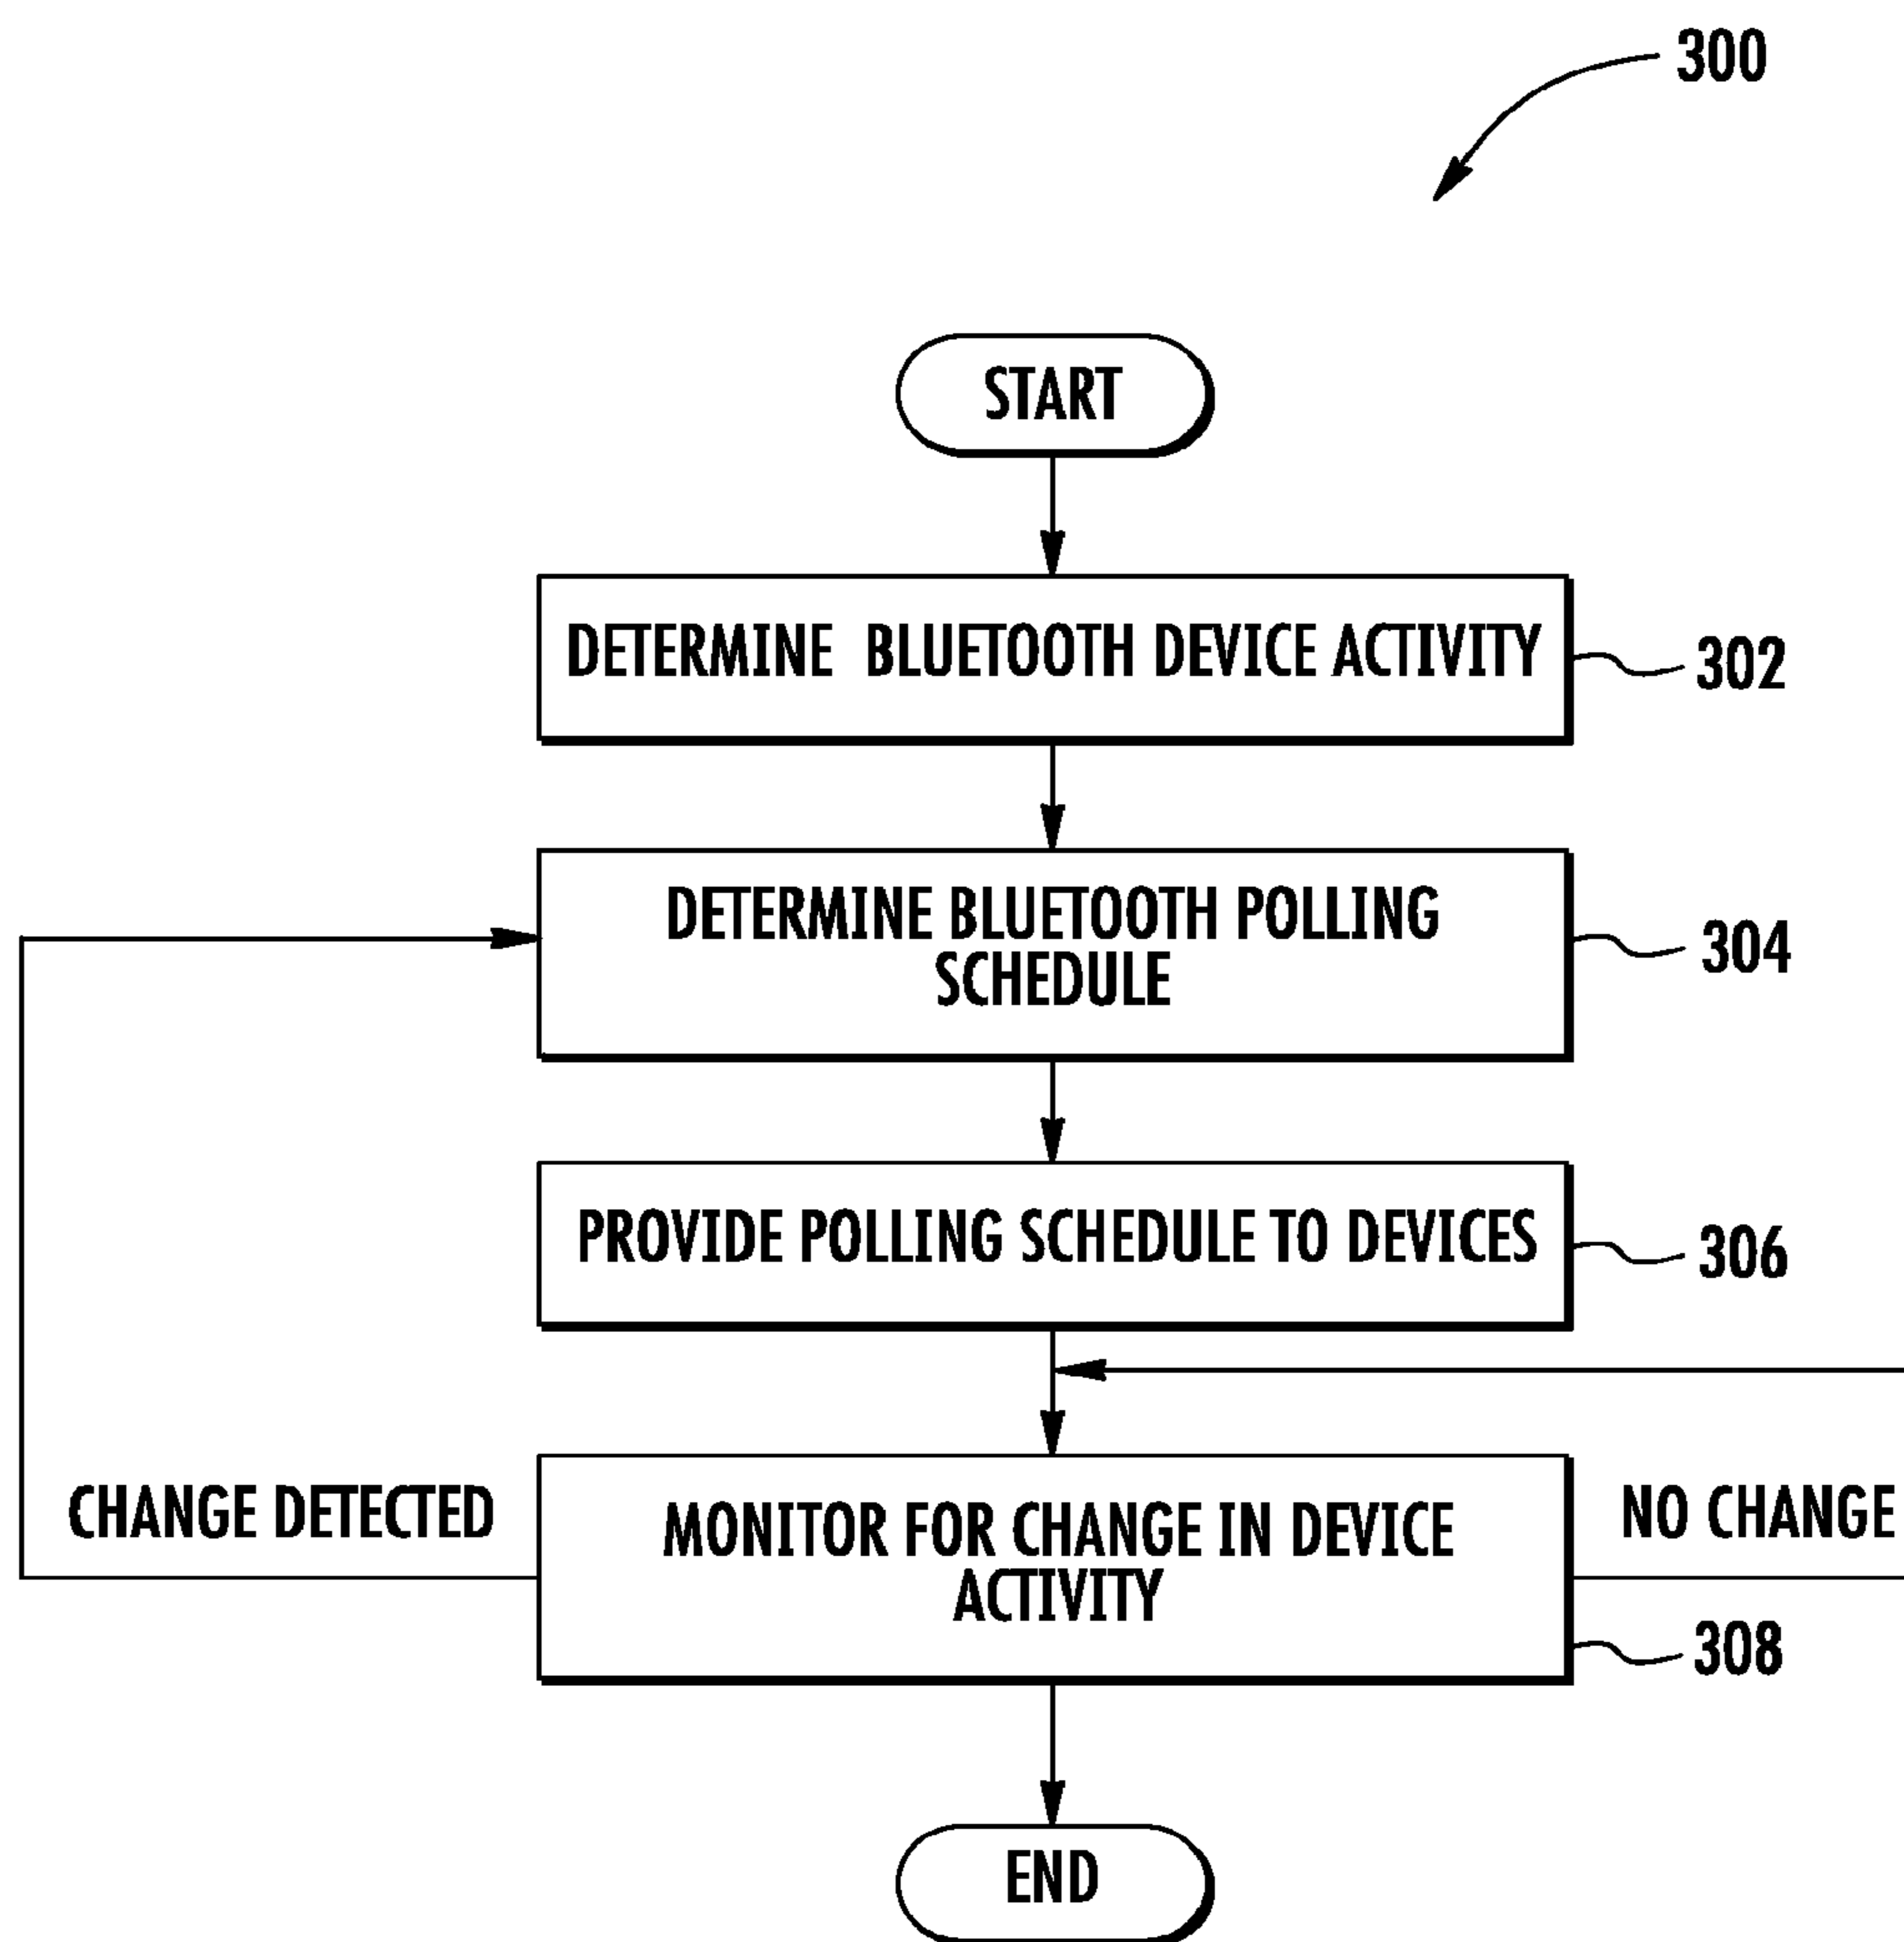 300
START
DETERMINE BLUETOOTH DEVICE ACTIVITY
302
DETERMINE BLUETOOTH POLLING
SCHEDULE
304
PROVIDE POLLING SCHEDULE TO DEVICES
306
CHANGE DETECTED
MONITOR FOR CHANGE IN DEVICE
ACTIVITY
NO CHANGE
308
END